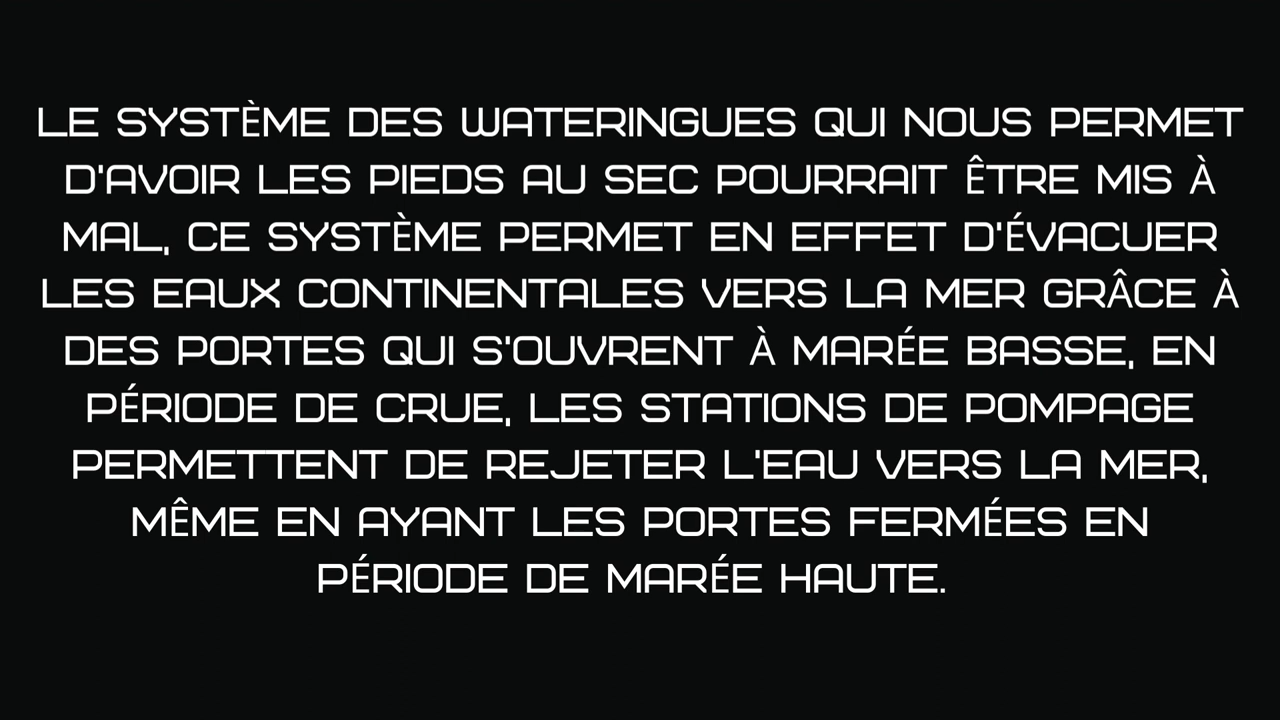 LE SYSTÈME DES WATERINGUES QUI NOUS PERMET
D'AVOIR LES PIEDS AU SEC POURRAIT ÊTRE MIS À
MAL, CE SYSTÈME PERMET EN EFFET D'ÉVACUER
LES EAUX CONTINENTALES VERS LA MER GRÂCE À
DES PORTES QUI S'OUVRENT À MARÉE BASSE, EN
PÉRIODE DE CRUE, LES STATIONS DE POMPAGE
PERMETTENT DE REJETER L'EAU VERS LA MER,
MÊME EN AYANT LES PORTES FERMÉES EN
PÉRIODE DE MARÉE HAUTE.